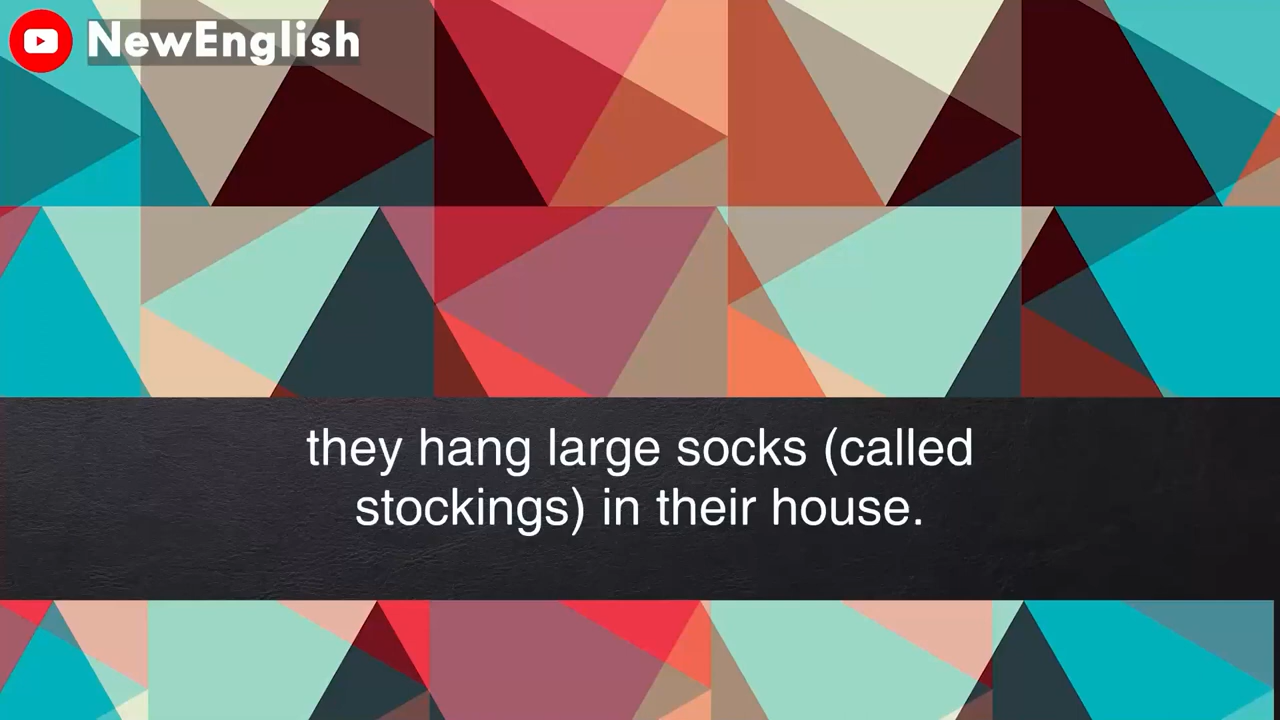 NewEnglish
they hang large socks (called
stockings) in their house.